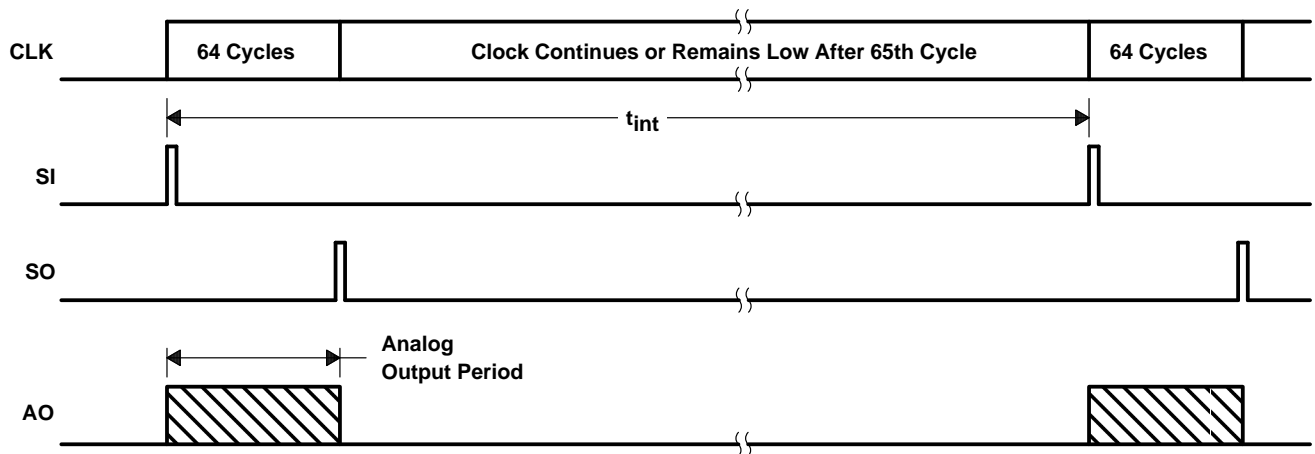 CLK
64 Cycles
Clock Continues or Remains Low After 65th Cycle
64 Cycles
tint
SI
SO
Analog
Output Period
AO